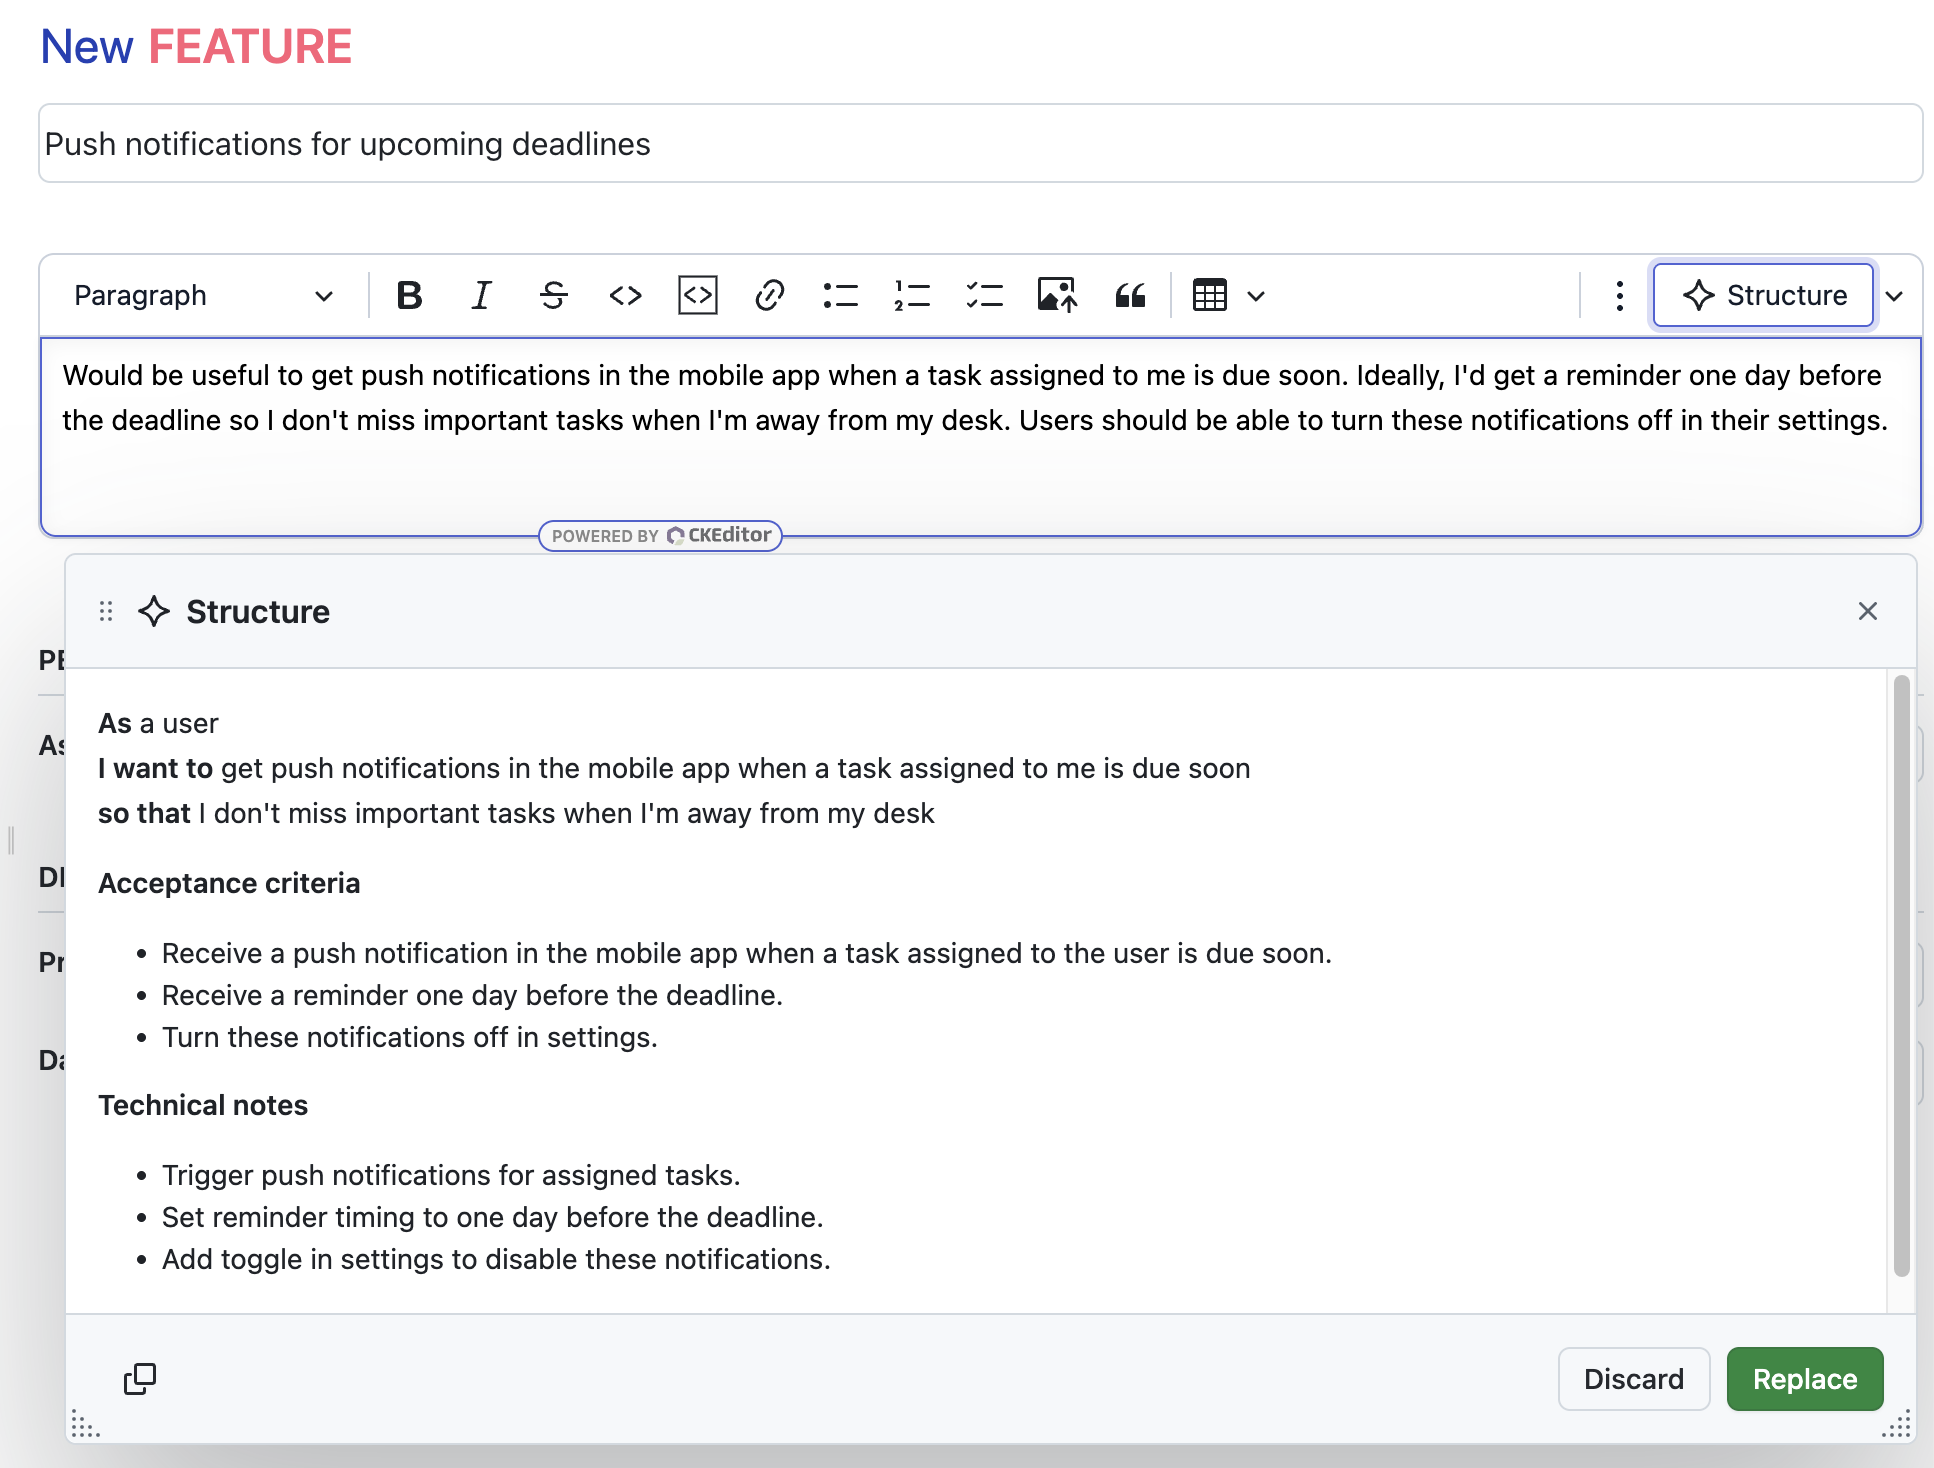 New FEATURE
Push notifications for upcoming deadlines
Paragraph
Structure
Would be useful to get push notifications in the mobile app when a task assigned to me is due soon. Ideally, I'd get a reminder one day before
the deadline so I don't miss important tasks when I'm away from my desk. Users should be able to turn these notifications off in their settings.
POWERED BY CKEditor
Structure
As a user
I want to get push notifications in the mobile app when a task assigned to me is due soon
so that I don't miss important tasks when I'm away from my desk
Acceptance criteria
• Receive a push notification in the mobile app when a task assigned to the user is due soon.
• Receive a reminder one day before the deadline.
• Turn these notifications off in settings.
Technical notes
• Trigger push notifications for assigned tasks.
• Set reminder timing to one day before the deadline.
• Add toggle in settings to disable these notifications.
Discard
Replace